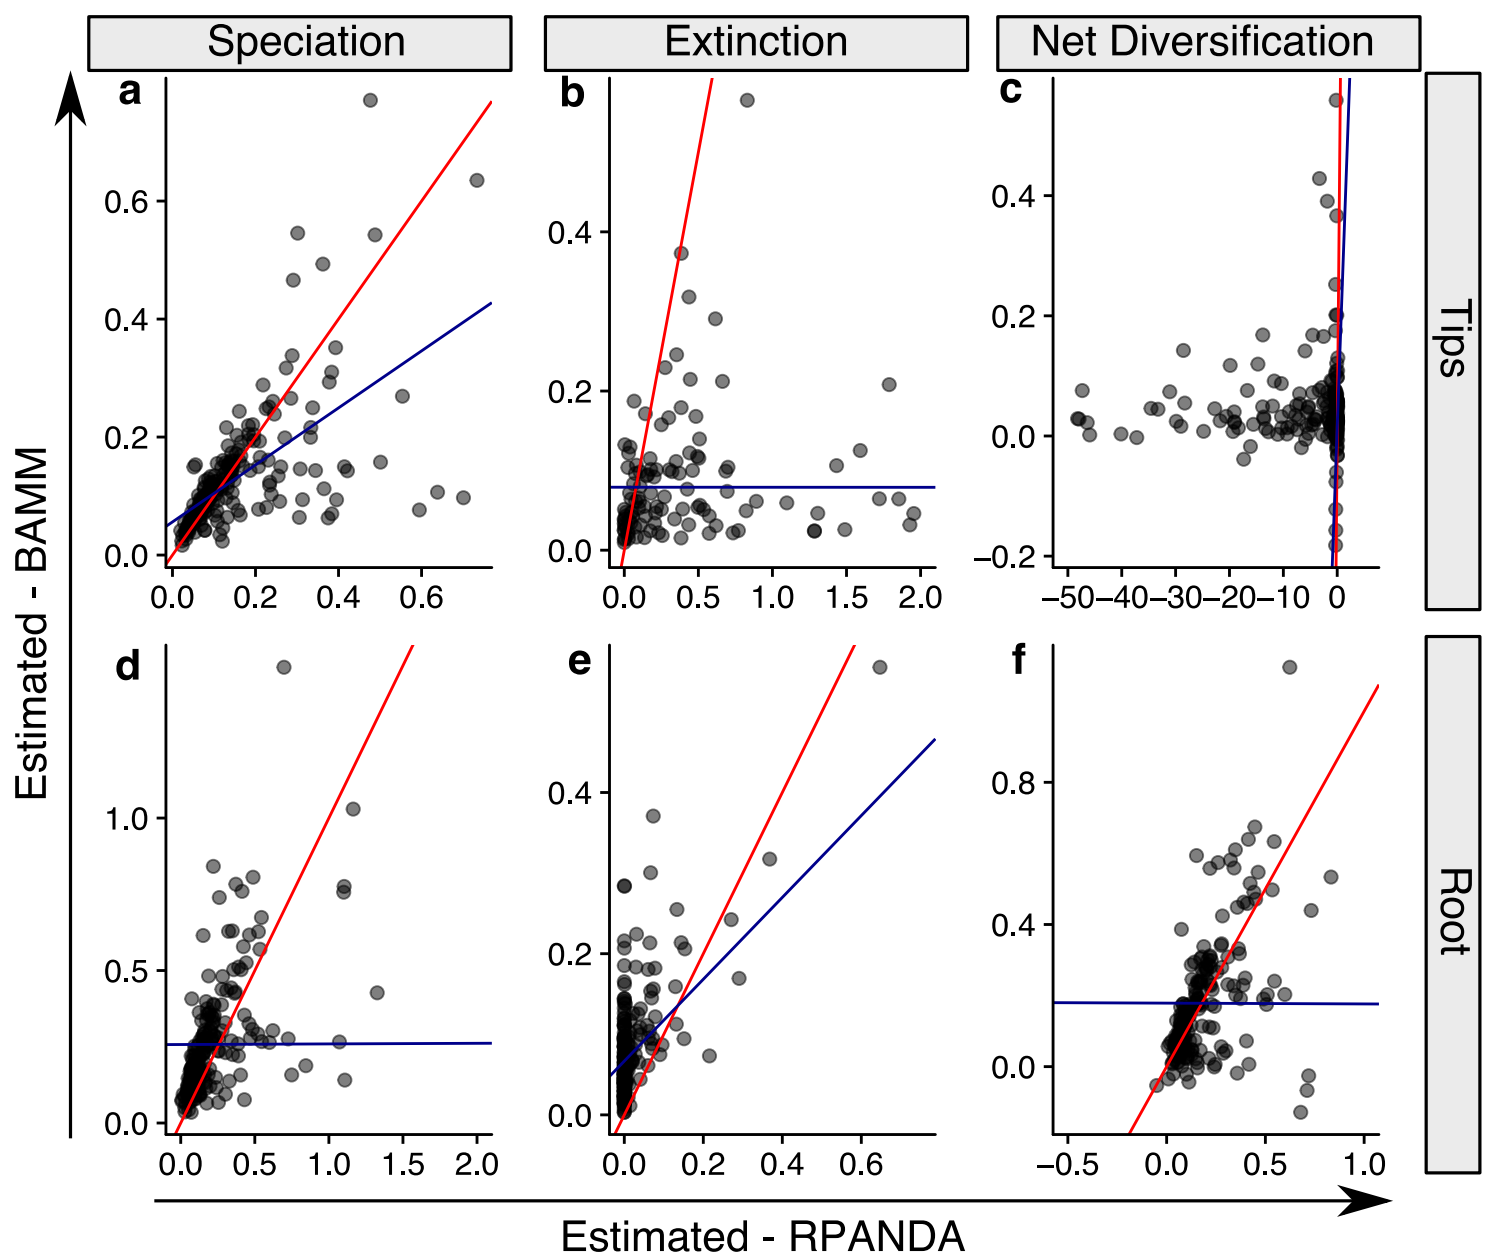 Speciation
Extinction
Net Diversification
a
b
c
0.6
0.4
0.2
0.0
0.4
0.2
0.0
0.4
0.2
0.0
−0.2
0.0 0.2 0.4 0.6
0.0 0.5 1.0 1.5 2.0
−50 −40 −30 −20 −10 0
Tips
d
e
f
1.0
0.5
0.0
0.4
0.2
0.0
0.8
0.4
0.0
0.0 0.5 1.0 1.5 2.0
0.0 0.2 0.4 0.6
−0.5 0.0 0.5 1.0
Root
Estimated - BAMM
Estimated - RPANDA